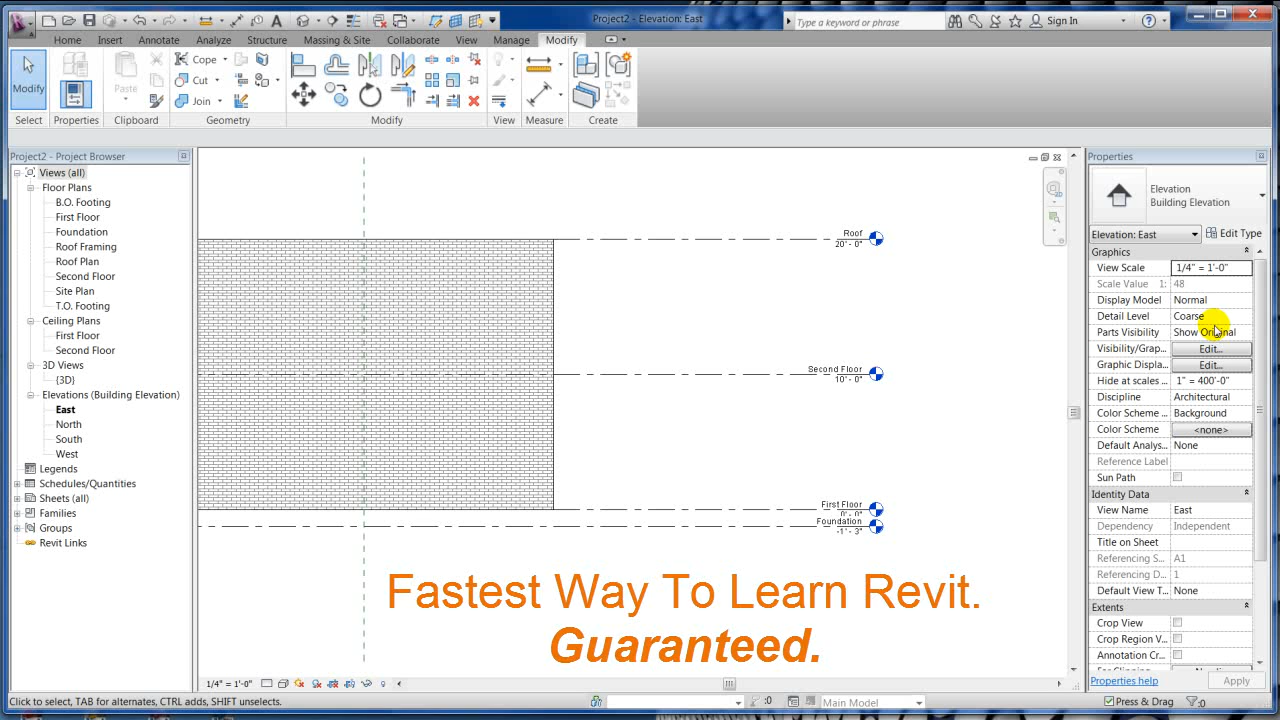 Project2 - Elevation: East
Type a keyword or phrase
Sign In
Home Insert Annotate Analyze Structure Massing & Site Collaborate View Manage Modify
Modify
Paste
Cope
Cut
Join
Select Properties Clipboard Geometry Modify View Measure Create
Project2 - Project Browser
Views (all)
Floor Plans
B.O. Footing
First Floor
Foundation
Roof Framing
Roof Plan
Second Floor
Site Plan
T.O. Footing
Ceiling Plans
First Floor
Second Floor
3D Views
{3D}
Elevations (Building Elevation)
East
North
South
West
Legends
Schedules/Quantities
Sheets (all)
Families
Groups
Revit Links
Roof
20' - 0"
Second Floor
10' - 0"
First Floor
0' - 0"
Foundation
-1' - 3"
Fastest Way To Learn Revit.
Guaranteed.
Properties
Elevation
Building Elevation
Elevation: East Edit Type
Graphics
View Scale 1/4" = 1'-0"
Scale Value 1: 48
Display Model Normal
Detail Level Coarse
Parts Visibility Show Original
Visibility/Grap... Edit...
Graphic Displa... Edit...
Hide at scales ... 1" = 400'-0"
Discipline Architectural
Color Scheme ... Background
Color Scheme <none>
Default Analys... None
Reference Label
Sun Path
Identity Data
View Name East
Dependency Independent
Title on Sheet
Referencing S... A1
Referencing D... 1
Default View T... None
Extents
Crop View
Crop Region V...
Annotation Cr...
Properties help Apply
1/4" = 1'-0"
Click to select, TAB for alternates, CTRL adds, SHIFT unselects.
:0
Main Model
Press & Drag
:0